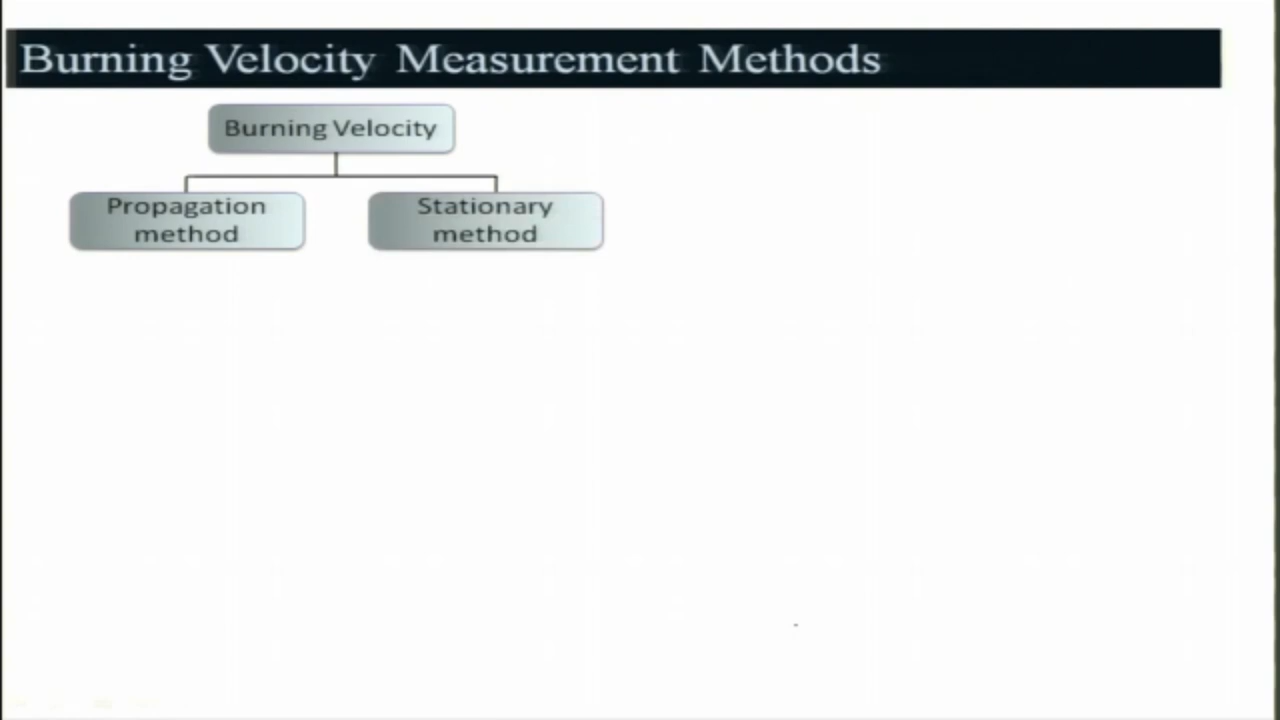 Burning Velocity Measurement Methods
Burning Velocity
Propagation
method
Stationary
method